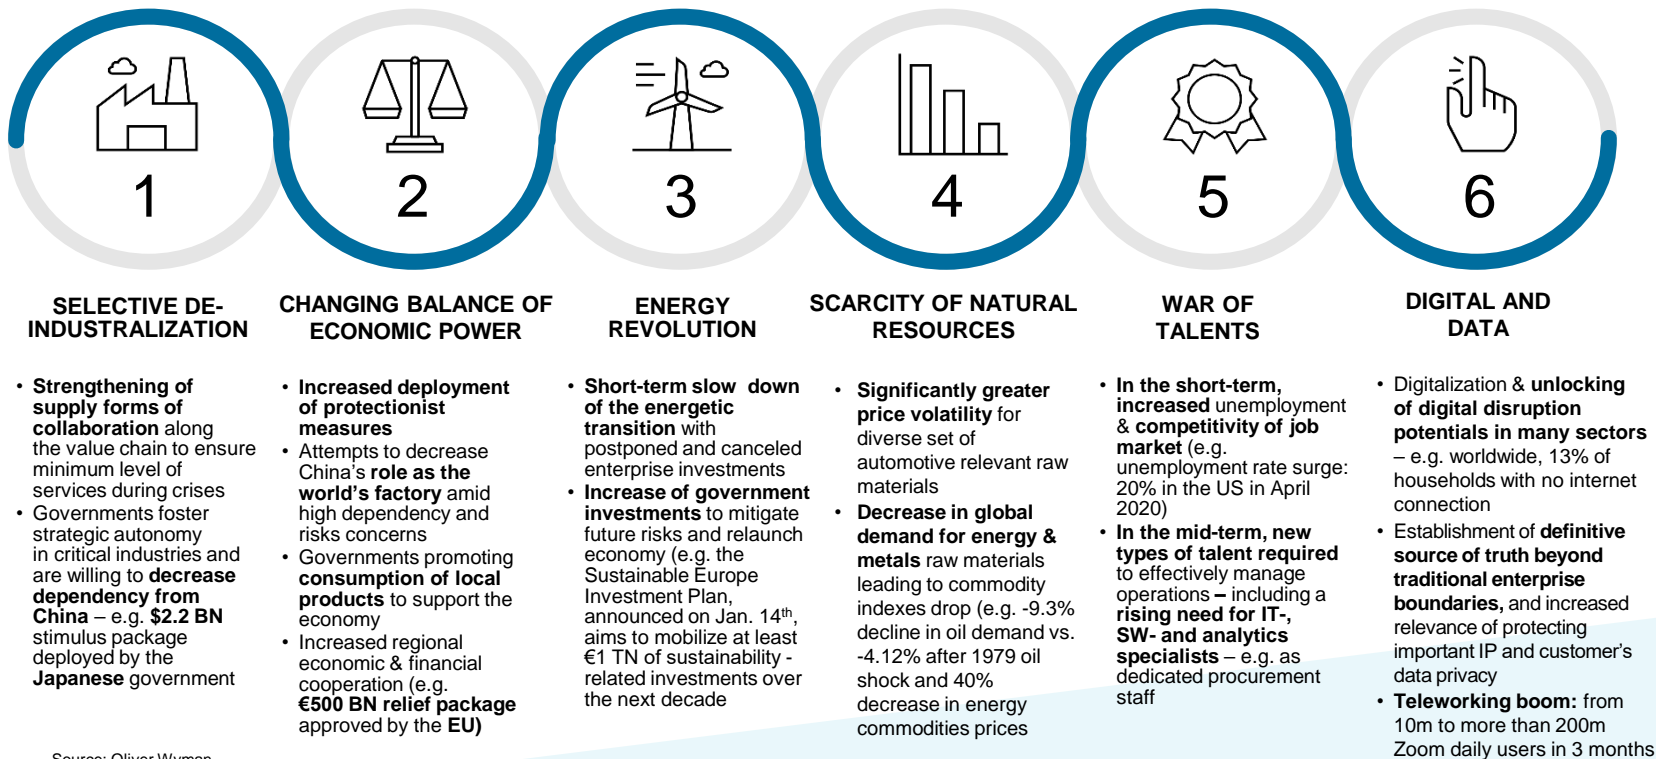 1
2
3
4
5
6
SELECTIVE DE-
INDUSTRALIZATION
• Strengthening of
supply forms of
collaboration along
the value chain to ensure
minimum level of
services during crises
• Governments foster
strategic autonomy
in critical industries and
are willing to decrease
dependency from
China – e.g. $2.2 BN
stimulus package
deployed by the
Japanese government
CHANGING BALANCE OF
ECONOMIC POWER
• Increased deployment
of protectionist
measures
• Attempts to decrease
China's role as the
world's factory amid
high dependency and
risks concerns
• Governments promoting
consumption of local
products to support the
economy
• Increased regional
economic & financial
cooperation (e.g.
€500 BN relief package
approved by the EU)
ENERGY
REVOLUTION
• Short-term slow down
of the energetic
transition with
postponed and canceled
enterprise investments
• Increase of government
investments to mitigate
future risks and relaunch
economy (e.g. the
Sustainable Europe
Investment Plan,
announced on Jan. 14th,
aims to mobilize at least
€1 TN of sustainability -
related investments over
the next decade
SCARCITY OF NATURAL
RESOURCES
• Significantly greater
price volatility for
diverse set of
automotive relevant raw
materials
• Decrease in global
demand for energy &
metals raw materials
leading to commodity
indexes drop (e.g. -9.3%
decline in oil demand vs.
-4.12% after 1979 oil
shock and 40%
decrease in energy
commodities prices
WAR OF
TALENTS
• In the short-term,
increased unemployment
& competitivity of job
market (e.g.
unemployment rate surge:
20% in the US in April
2020)
• In the mid-term, new
types of talent required
to effectively manage
operations – including a
rising need for IT-,
SW- and analytics
specialists – e.g. as
dedicated procurement
staff
DIGITAL AND
DATA
• Digitalization & unlocking
of digital disruption
potentials in many sectors
– e.g. worldwide, 13% of
households with no internet
connection
• Establishment of definitive
source of truth beyond
traditional enterprise
boundaries, and increased
relevance of protecting
important IP and customer's
data privacy
• Teleworking boom: from
10m to more than 200m
Zoom daily users in 3 months
Source: Oliver Wyman